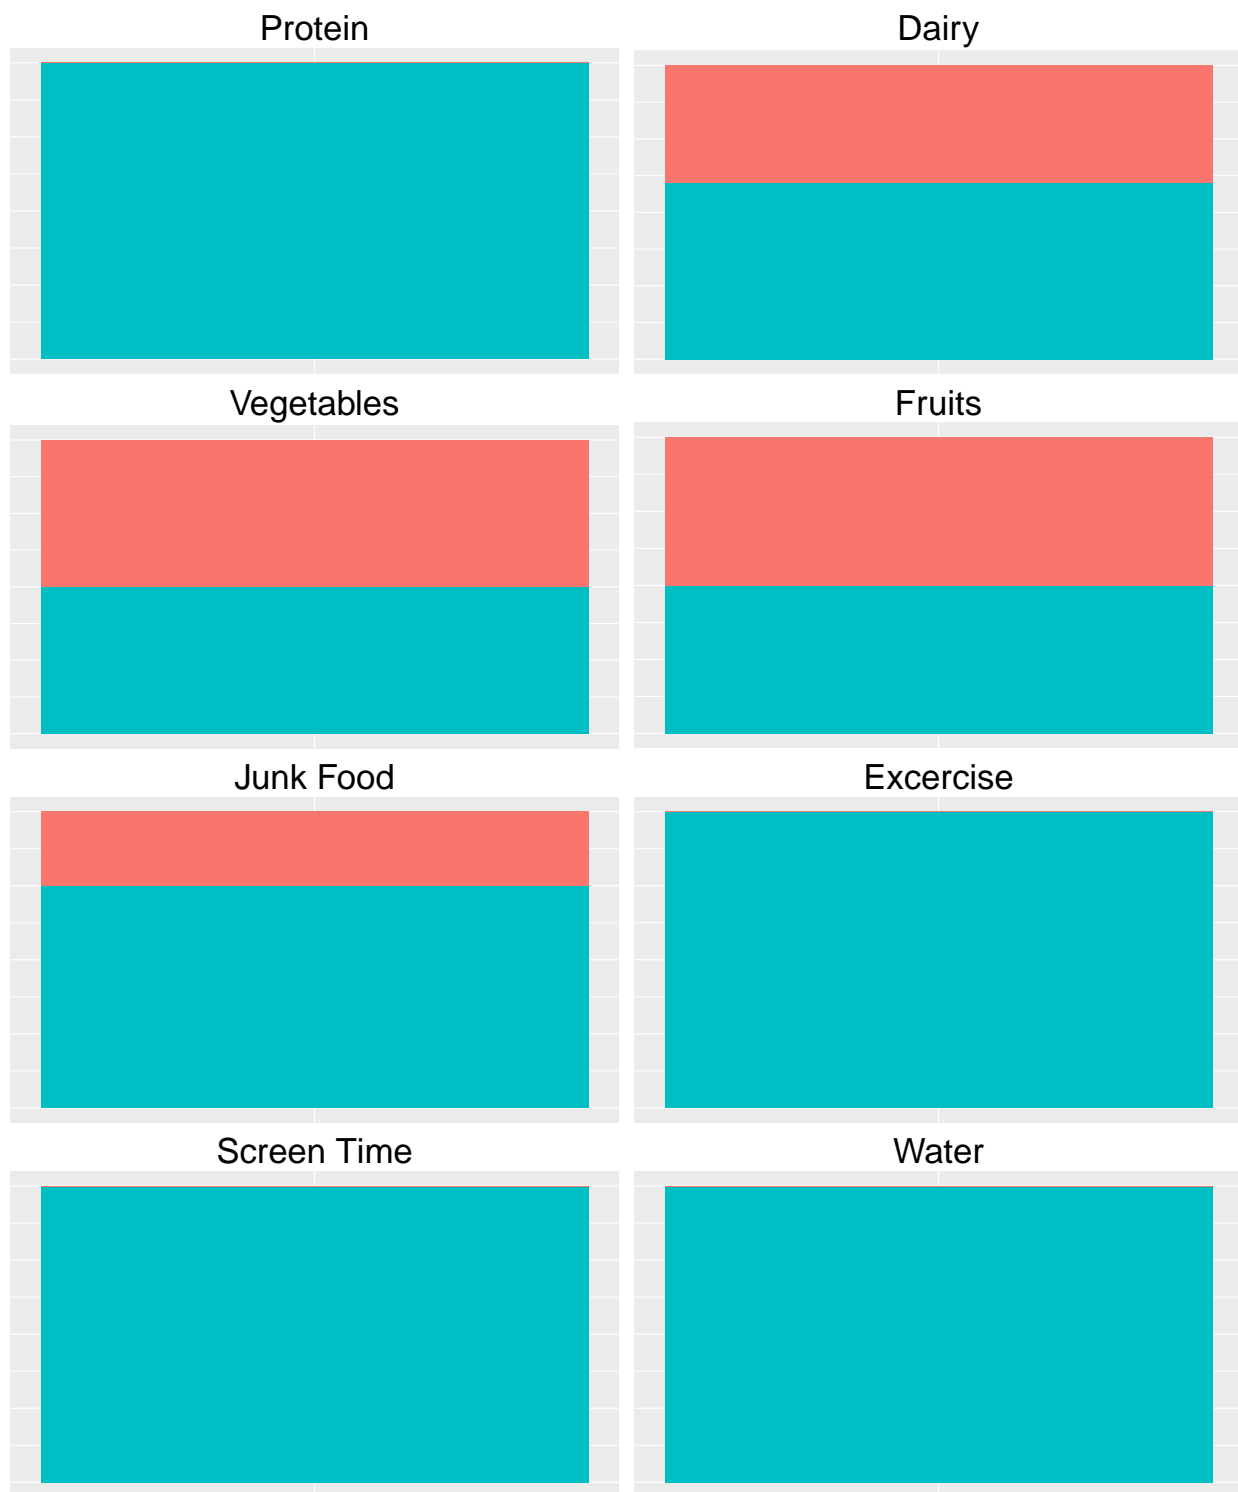 Protein
Dairy
Vegetables
Fruits
Junk Food
Excercise
Screen Time
Water